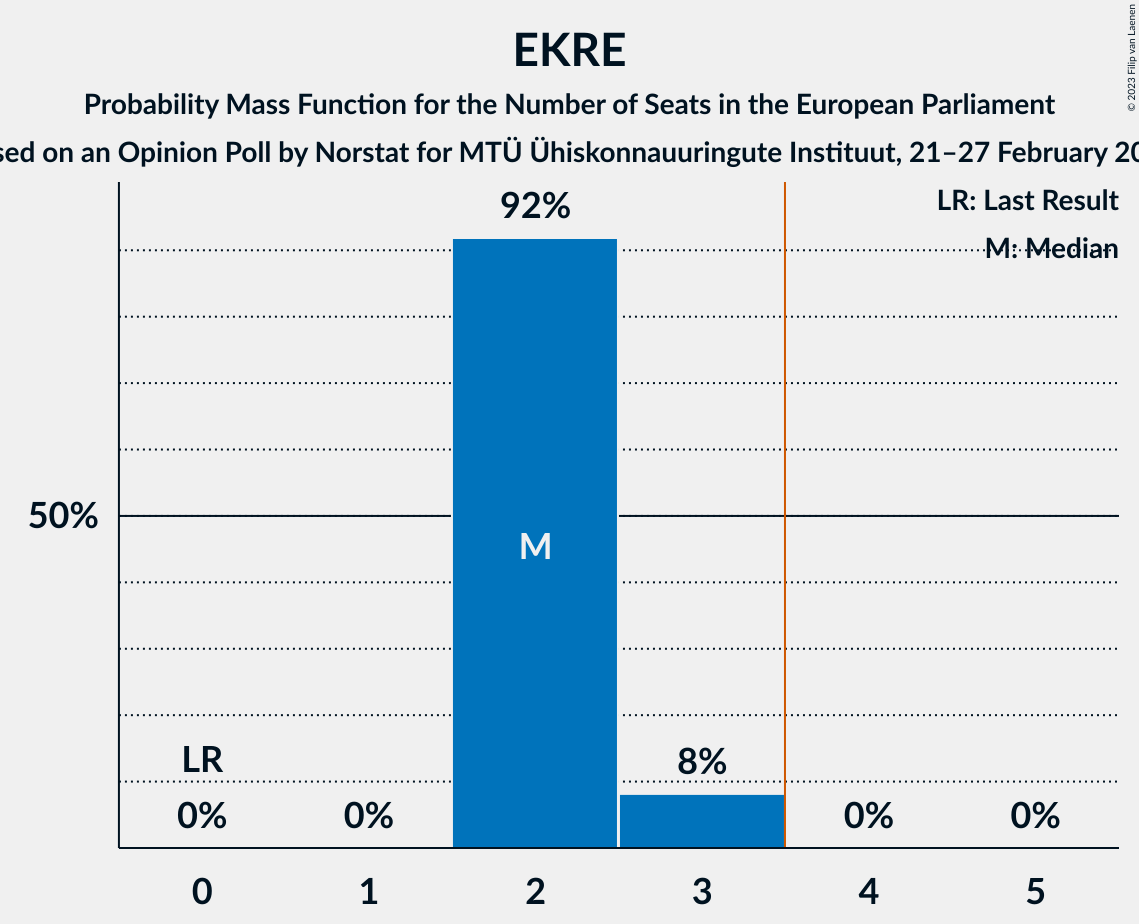 EKRE
Probability Mass Function for the Number of Seats in the European Parliament
on an Opinion Poll by Norstat for MTÜ Ühiskonnauuringute Instituut, 21–27 February
© 2023 Filip van Laenen
LR: Last Result
M: Median
92%
50%
M
LR
8%
0% 0% 0% 0%
0 1 2 3 4 5